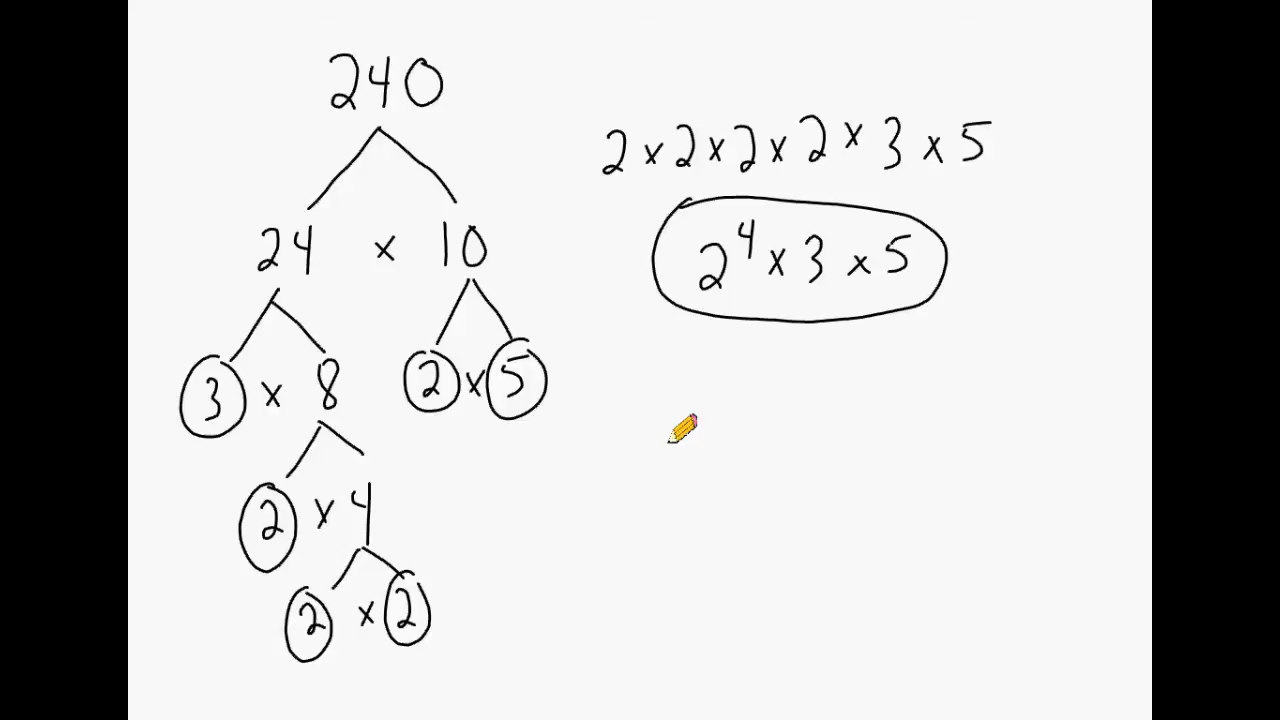 240
24 x 10
3 x 8
2 x 5
2 x 4
2 x 2
2 x 2 x 2 x 2 x 3 x 5
2⁴ x 3 x 5